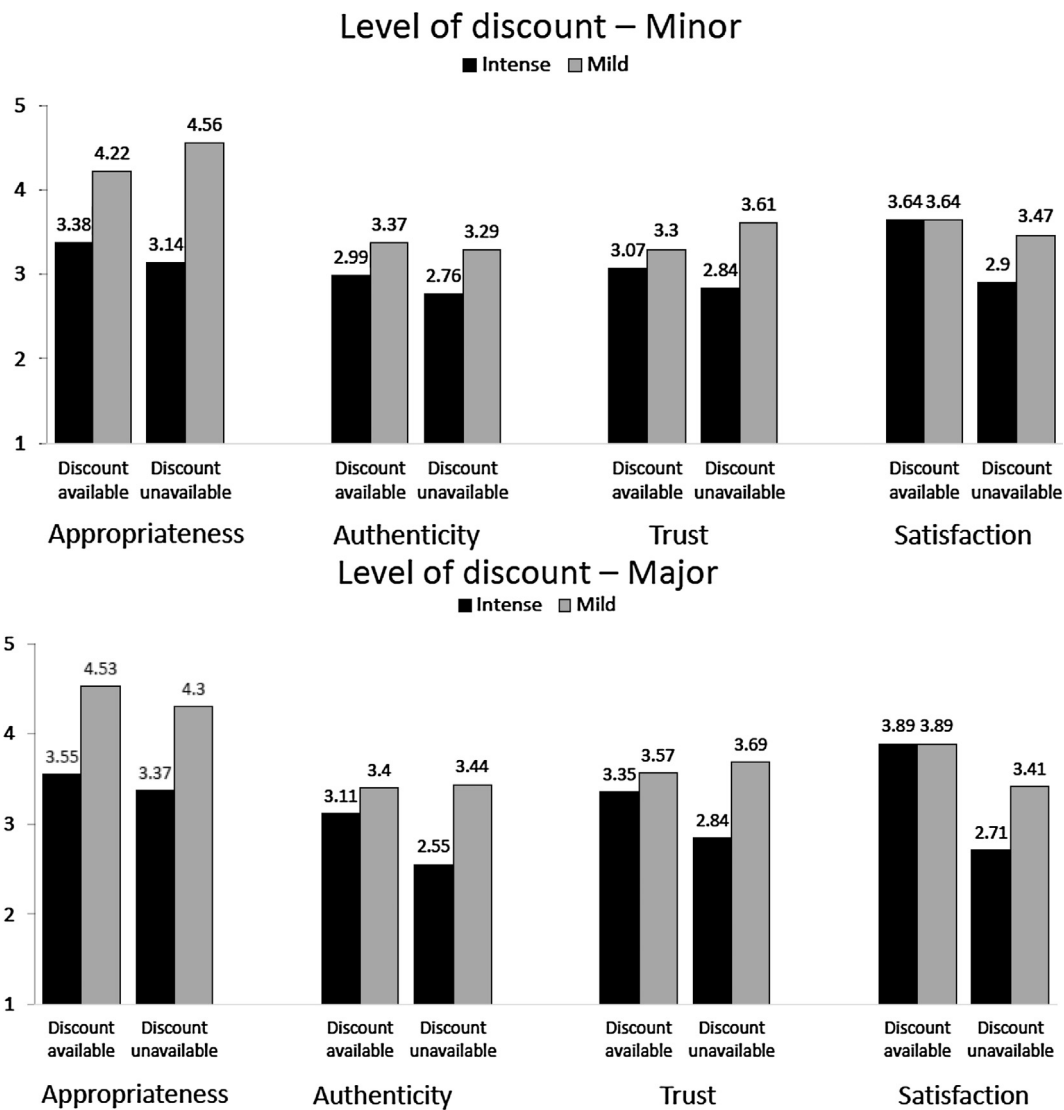 Level of discount – Minor
Intense Mild
5
4
3
2
1
3.38 4.22 3.14 4.56 2.99 3.37 2.76 3.29 3.07 3.3 2.84 3.61 3.64 3.64 2.9 3.47
Discount Discount Discount Discount Discount Discount Discount Discount
available unavailable available unavailable available unavailable available unavailable
Appropriateness Authenticity Trust Satisfaction
Level of discount – Major
Intense Mild
5
4
3
2
1
3.55 4.53 3.37 4.3 3.11 3.4 2.55 3.44 3.35 3.57 2.84 3.69 3.89 3.89 2.71 3.41
Discount Discount Discount Discount Discount Discount Discount Discount
available unavailable available unavailable available unavailable available unavailable
Appropriateness Authenticity Trust Satisfaction